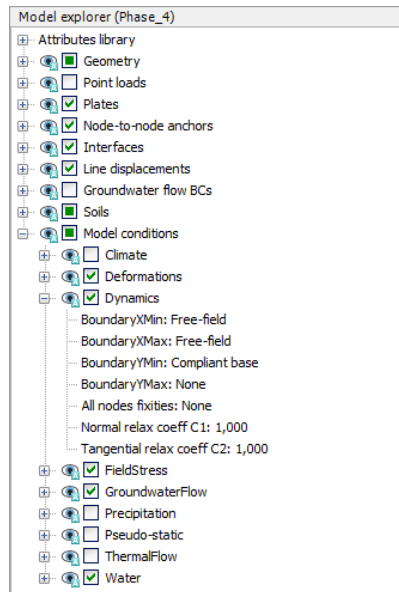 Model explorer (Phase_4)
Attributes library
Geometry
Point loads
Plates
Node-to-node anchors
Interfaces
Line displacements
Groundwater flow BCs
Soils
Model conditions
Climate
Deformations
Dynamics
BoundaryXMin: Free-field
BoundaryXMax: Free-field
BoundaryYMin: Compliant base
BoundaryYMax: None
All nodes fixities: None
Normal relax coeff C1: 1,000
Tangential relax coeff C2: 1,000
FieldStress
GroundwaterFlow
Precipitation
Pseudo-static
ThermalFlow
Water